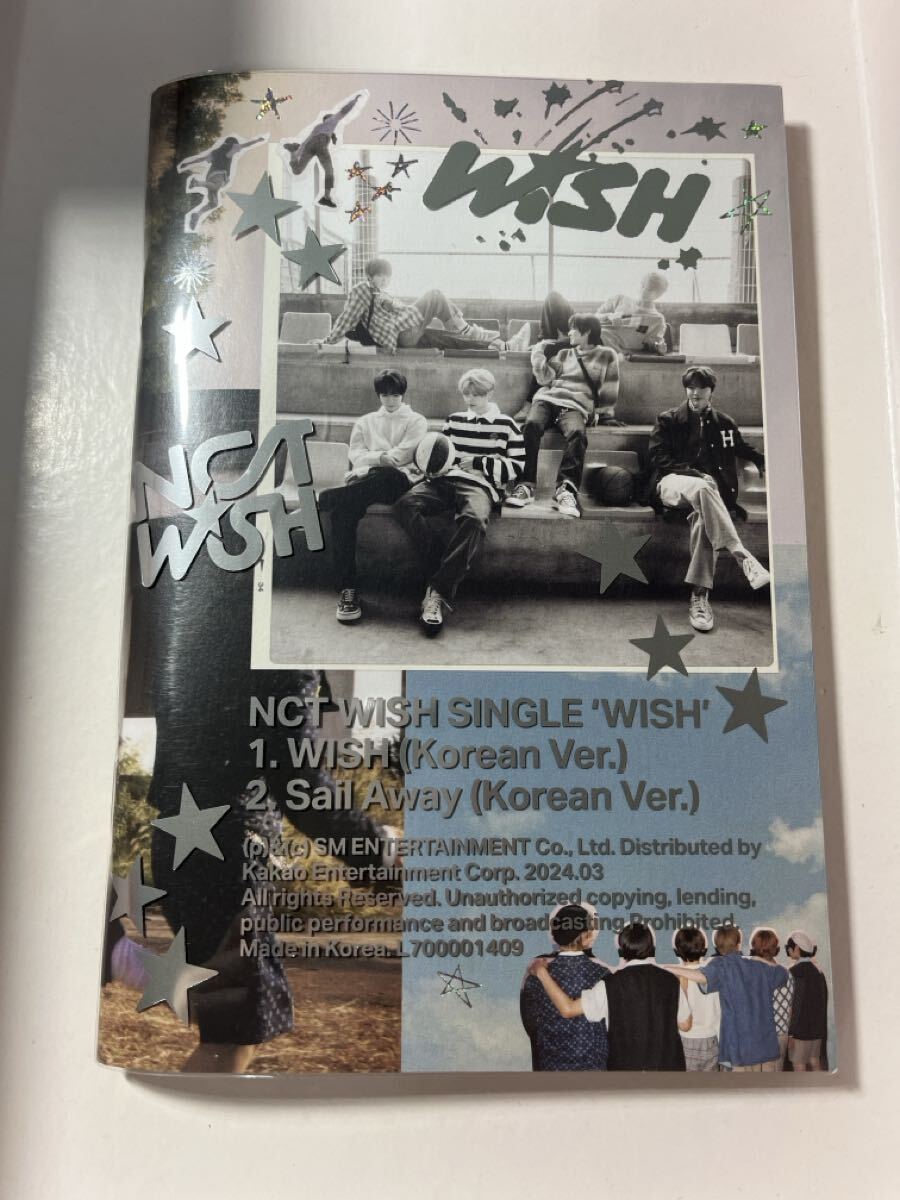 WISH
H
NCT
WISH
34
NCT WISH SINGLE ‘WISH’
1. WISH (Korean Ver.)
2. Sail Away (Korean Ver.)
(p)&(c) SM ENTERTAINMENT Co., Ltd. Distributed by
Kakao Entertainment Corp. 2024.03
All rights Reserved. Unauthorized copying, lending,
public performance and broadcasting Prohibited.
Made in Korea. L700001409